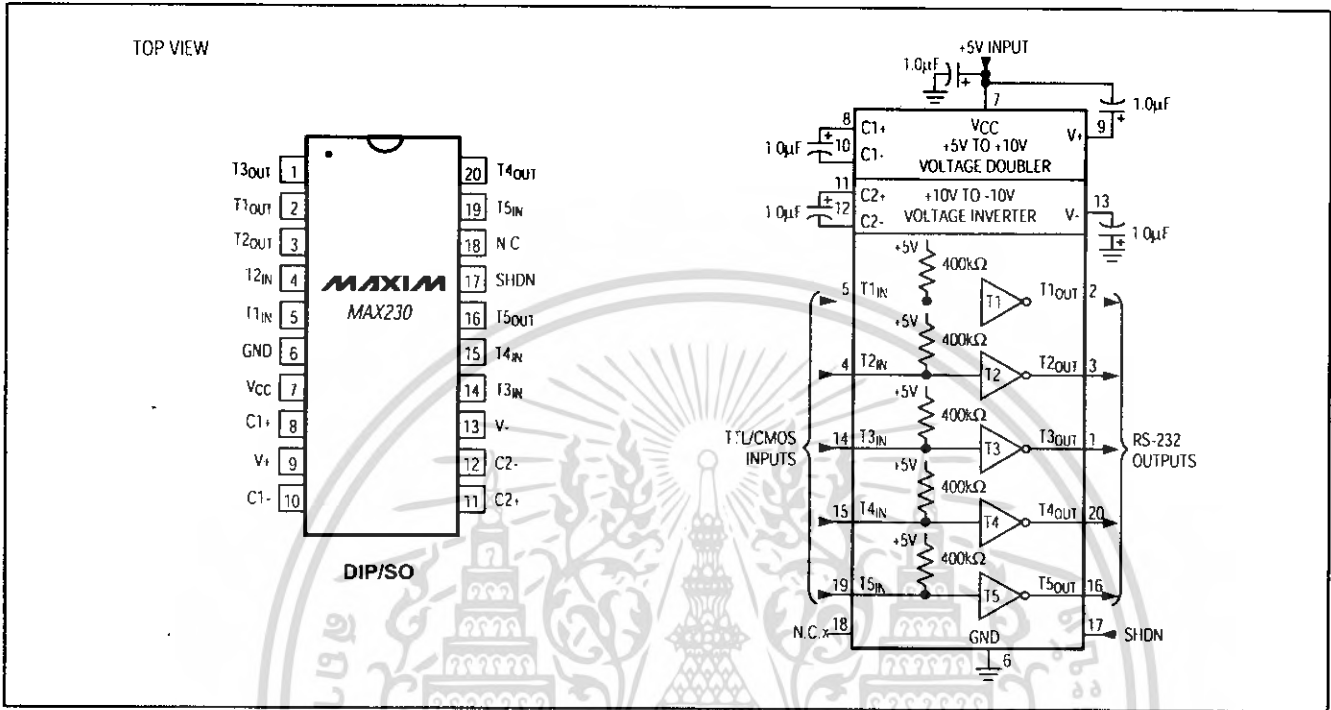 TOP VIEW
T3OUT 1
T1OUT 2
T2OUT 3
T2IN 4
T1IN 5
GND 6
VCC 7
C1+ 8
V+ 9
C1- 10
20 T4OUT
19 T5IN
18 N C
17 SHDN
16 T5OUT
15 T4IN
14 T3IN
13 V-
12 C2-
11 C2+
MAXIM
MAX230
DIP/SO
+5V INPUT
1.0µF
7
1.0µF
8 C1+
10 C1-
1 0µF
VCC
+5V TO +10V
VOLTAGE DOUBLER
V+ 9
11 C2+
12 C2-
1 0µF
+10V TO -10V
VOLTAGE INVERTER
V- 13
1 0µF
+5V
400kΩ
5 T1IN
T1
T1OUT 2
+5V
400kΩ
4 T2IN
T2
T2OUT 3
+5V
400kΩ
14 T3IN
T3
T3OUT 1
+5V
400kΩ
15 T4IN
T4
T4OUT 20
+5V
400kΩ
19 T5IN
T5
T5OUT 16
TTL/CMOS
INPUTS
RS-232
OUTPUTS
N.C.x 18
GND
6
17 SHDN